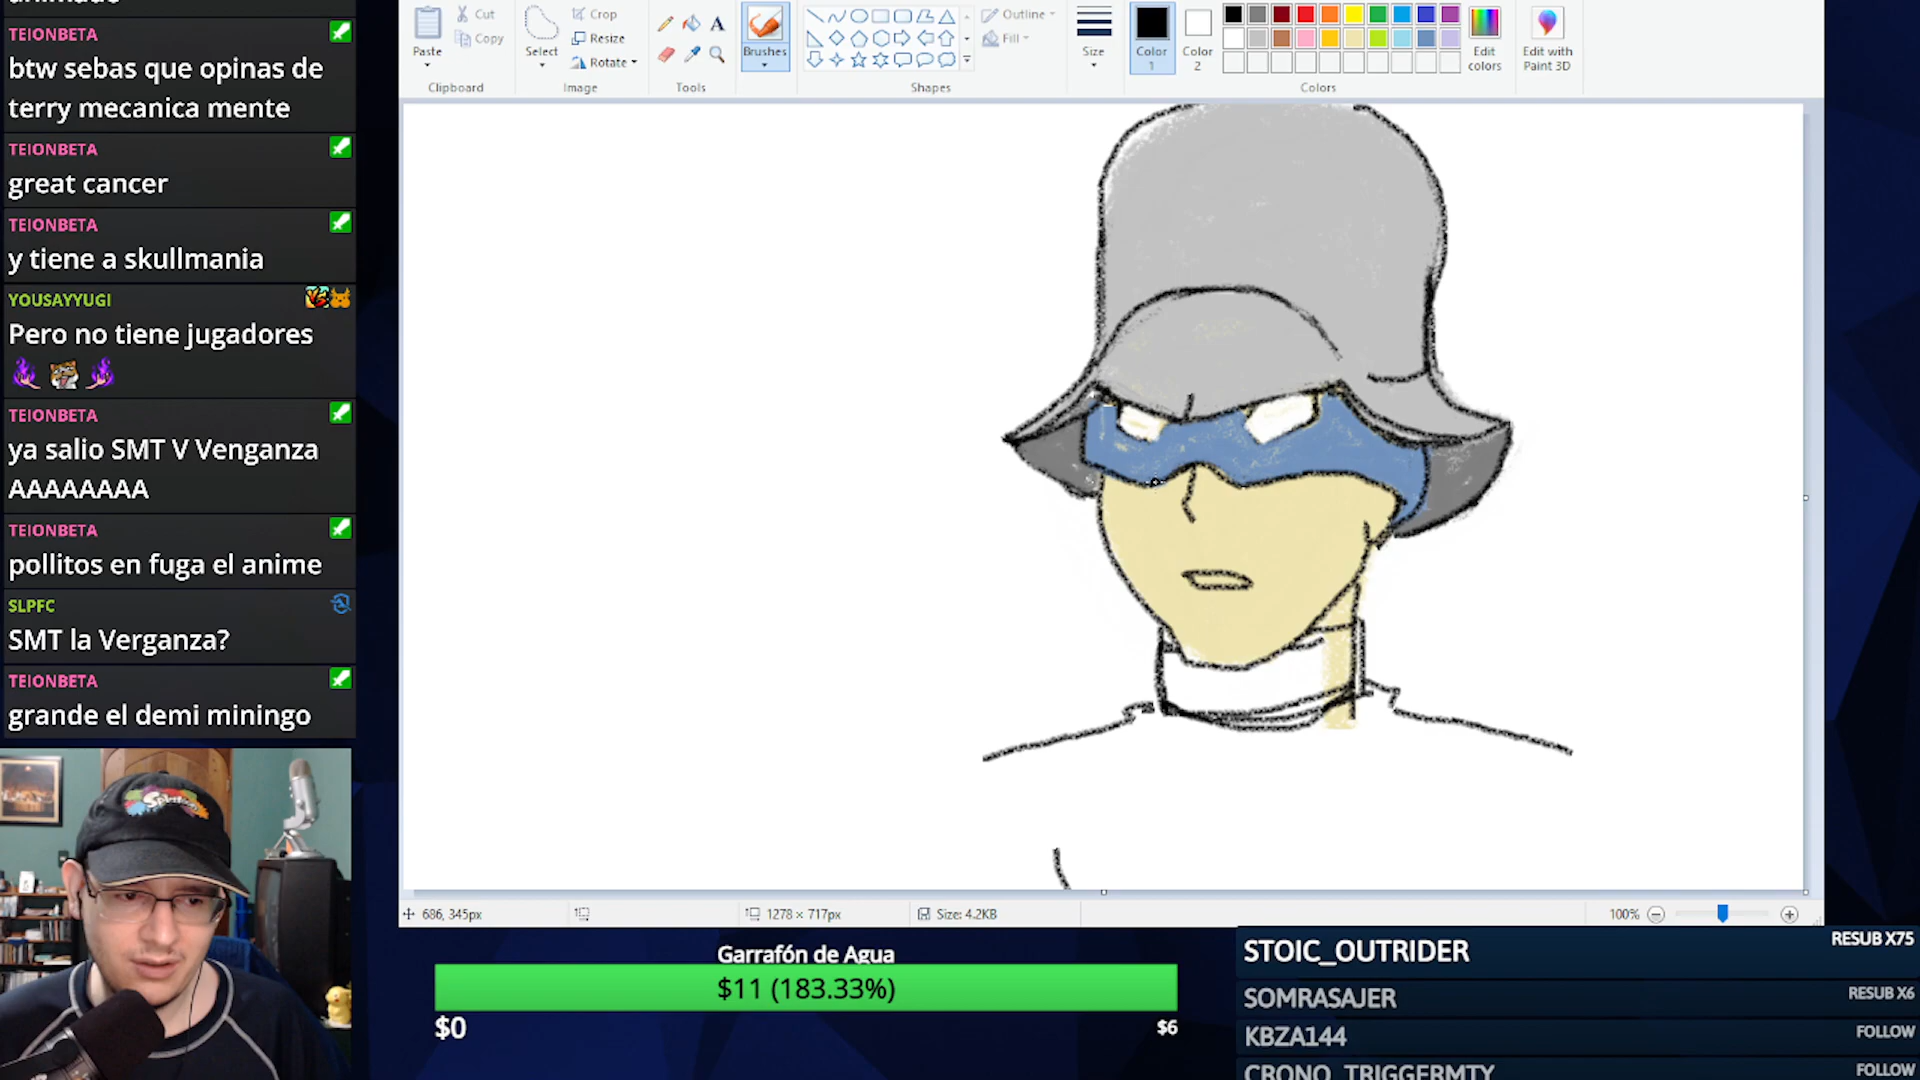 TEIONBETA
btw sebas que opinas de
terry mecanica mente
TEIONBETA
great cancer
TEIONBETA
y tiene a skullmania
YOUSAYYUGI
Pero no tiene jugadores
TEIONBETA
ya salio SMT V Venganza
AAAAAAAA
TEIONBETA
pollitos en fuga el anime
SLPFC
SMT la Verganza?
TEIONBETA
grande el demi miningo
Paste
Cut
Copy
Clipboard
Select
Crop
Resize
Rotate
Image
Tools
Brushes
Shapes
Outline
Fill
Size
Color
1
Color
2
Colors
Edit
colors
Edit with
Paint 3D
686, 345px
1278 × 717px
Size: 4.2KB
100%
Garrafón de Agua
$11 (183.33%)
$0
$6
STOIC_OUTRIDER
RESUB X75
SOMRASAJER
RESUB X6
KBZA144
FOLLOW
CRONO_TRIGGERMTY
FOLLOW